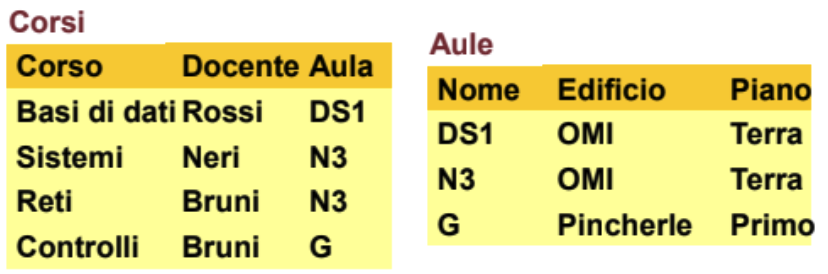 Corsi
Corso Docente Aula
Basi di dati Rossi DS1
Sistemi Neri N3
Reti Bruni N3
Controlli Bruni G
Aule
Nome Edificio Piano
DS1 OMI Terra
N3 OMI Terra
G Pincherle Primo